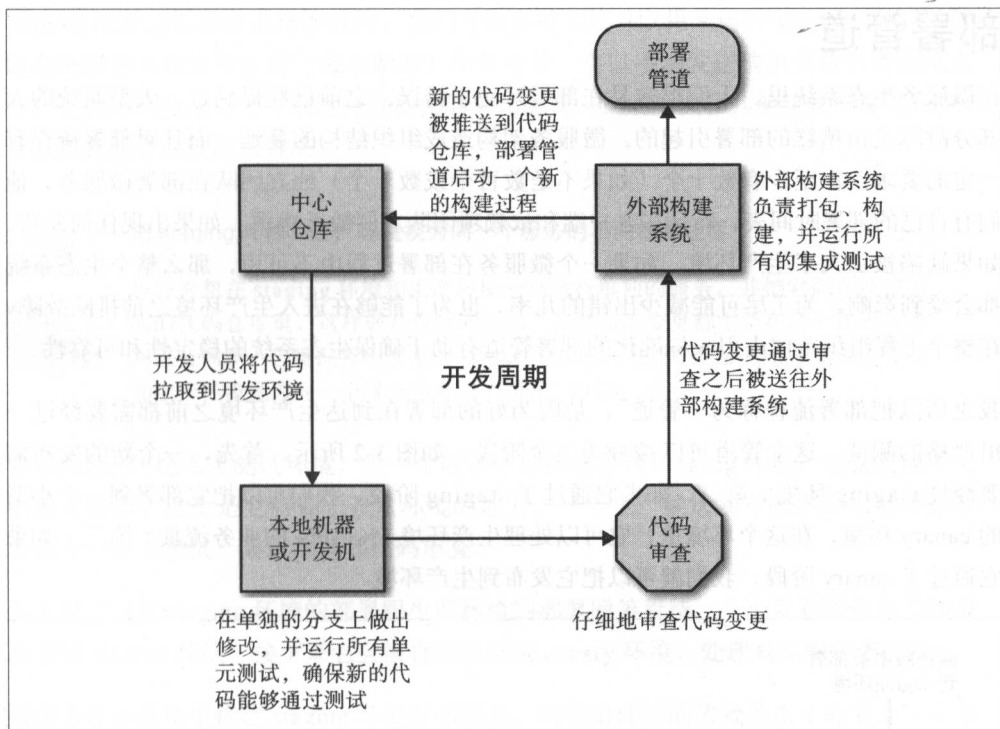 部署
管道
新的代码变更
被推送到代码
仓库，部署管
道启动一个新
的构建过程
中心
仓库
外部构建
系统
外部构建系统
负责打包、构
建，并运行所
有的集成测试
开发人员将代码
拉取到开发环境
开发周期
代码变更通过审
查之后被送往外
部构建系统
本地机器
或开发机
代码
审查
在单独的分支上做出
修改，并运行所有单
元测试，确保新的代
码能够通过测试
仔细地审查代码变更